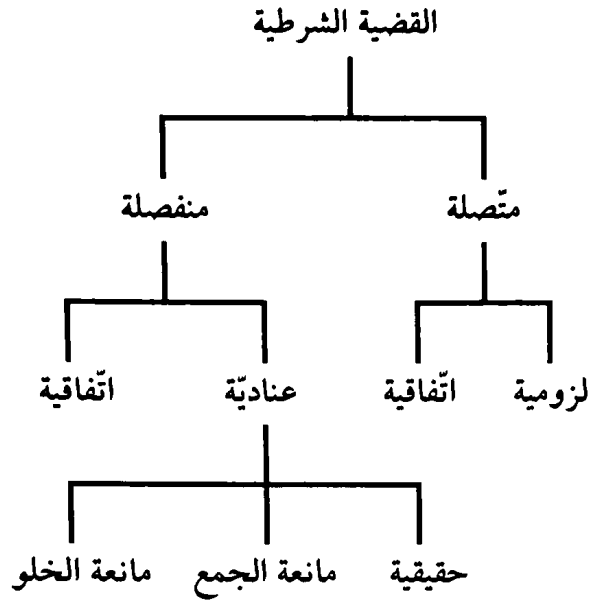 القضية الشرطية
متّصلة منفصلة
لزومية اتّفاقية عناديّة اتّفاقية
حقيقية مانعة الجمع مانعة الخلو